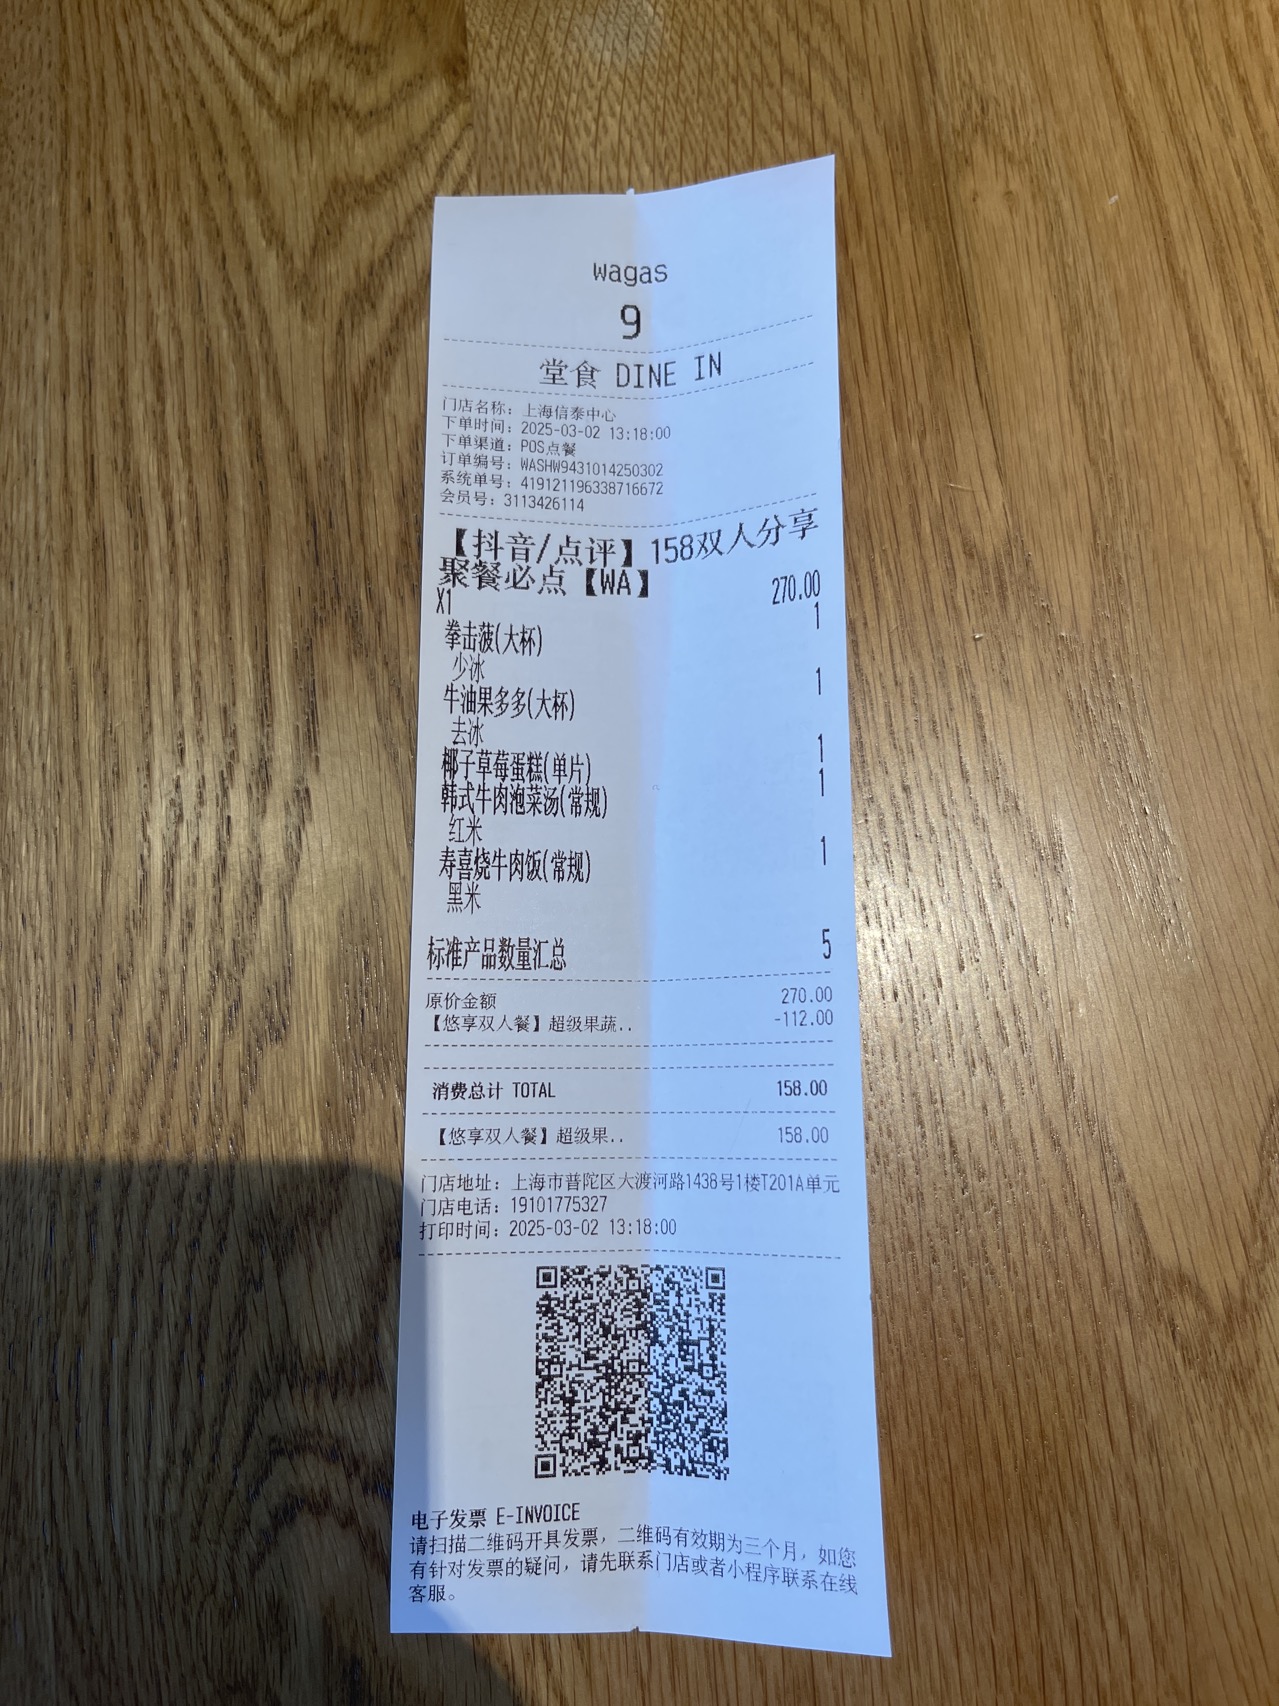 wagas
9
堂食 DINE IN
门店名称：上海信泰中心
下单时间：2025-03-02 13:18:00
下单渠道：POS点餐
订单编号：WASHW9431014250302
系统单号：419121196338716672
会员号：3113426114
【抖音/点评】158双人分享
聚餐必点【WA】 270.00
X1 1
拳击菠(大杯)
少冰
牛油果多多(大杯) 1
去冰
椰子草莓蛋糕(单片) 1
韩式牛肉泡菜汤(常规) 1
红米
寿喜烧牛肉饭(常规) 1
黑米
标准产品数量汇总 5
原价金额 270.00
【悠享双人餐】超级果蔬.. -112.00
消费总计 TOTAL 158.00
【悠享双人餐】超级果.. 158.00
门店地址：上海市普陀区大渡河路1438号1楼T201A单元
门店电话：19101775327
打印时间：2025-03-02 13:18:00
电子发票 E-INVOICE
请扫描二维码开具发票，二维码有效期为三个月，如您
有针对发票的疑问，请先联系门店或者小程序联系在线
客服。